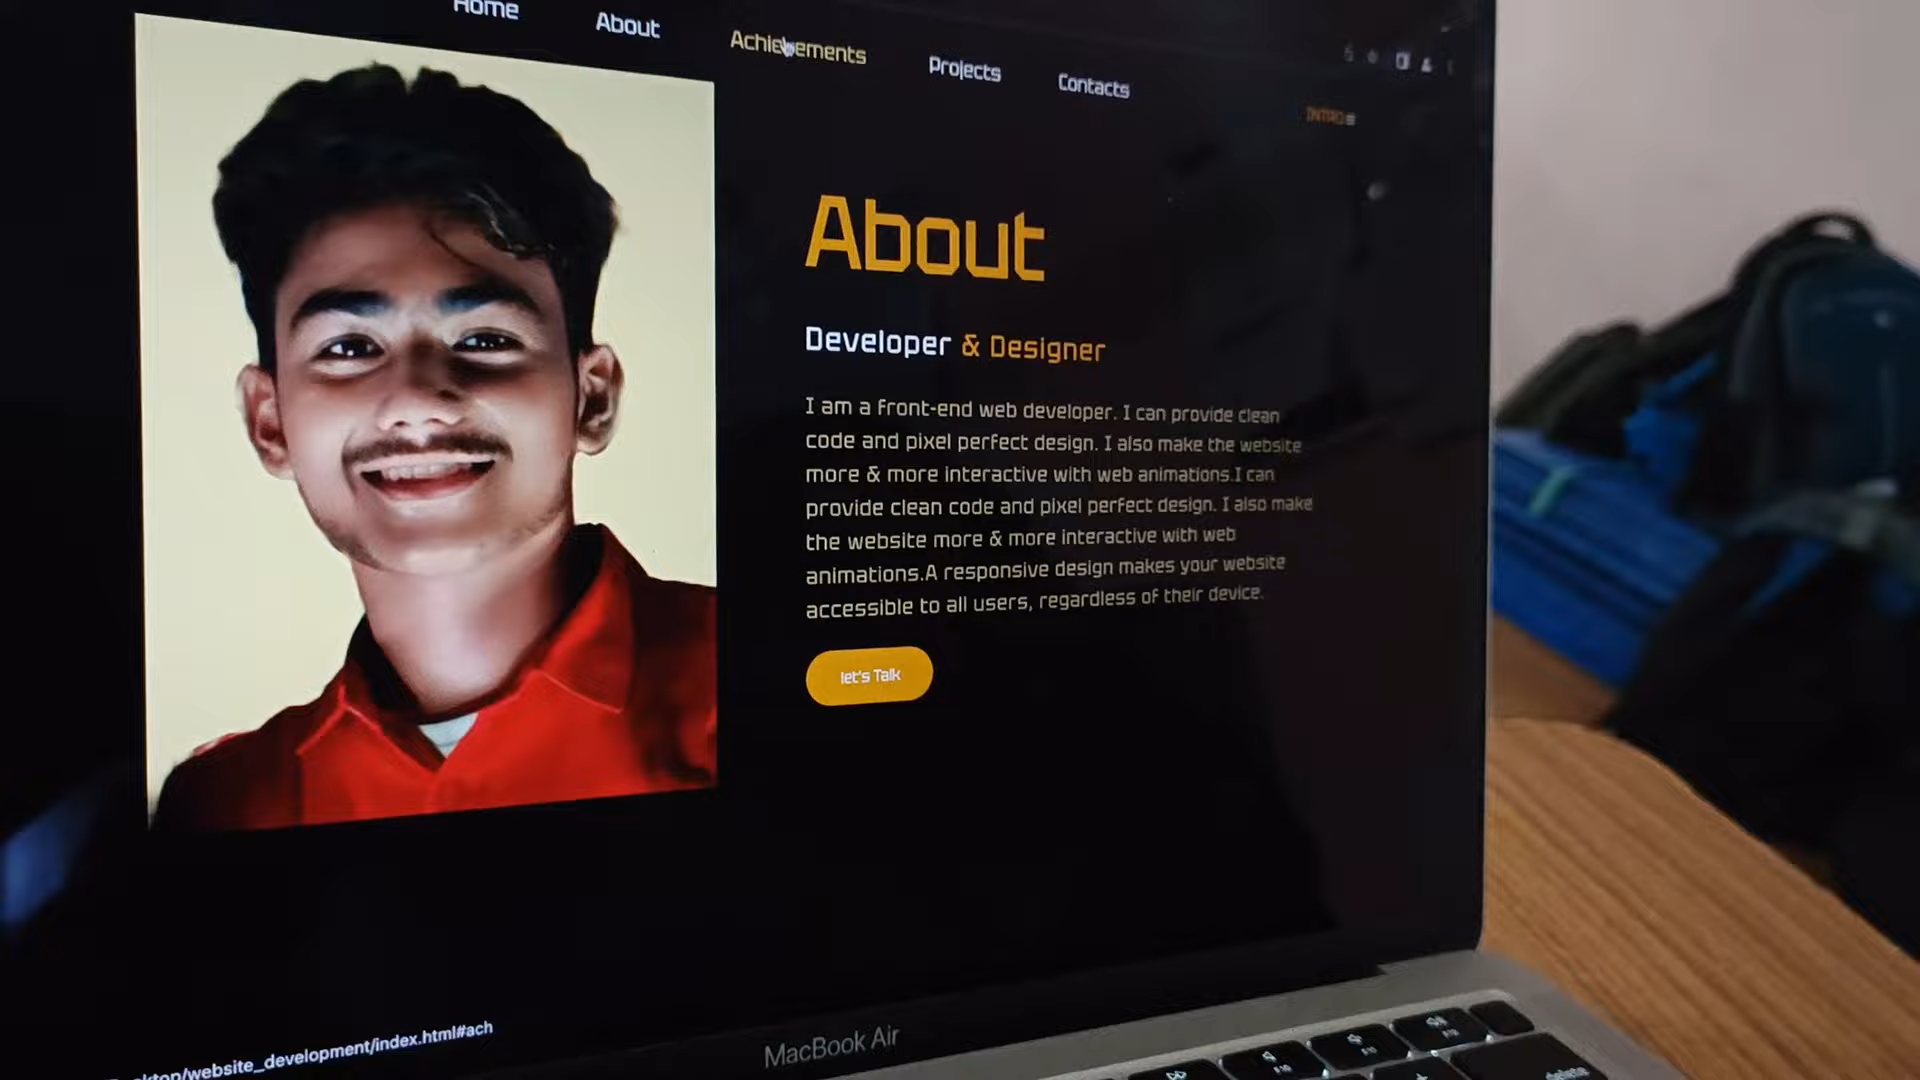 Home
About
Achievements
Projects
Contacts
INTRO
About
Developer & Designer
I am a front-end web developer. I can provide clean
code and pixel perfect design. I also make the website
more & more interactive with web animations.I can
provide clean code and pixel perfect design. I also make
the website more & more interactive with web
animations.A responsive design makes your website
accessible to all users, regardless of their device.
let's Talk
/website_development/index.html#ach
MacBook Air
F10
delete